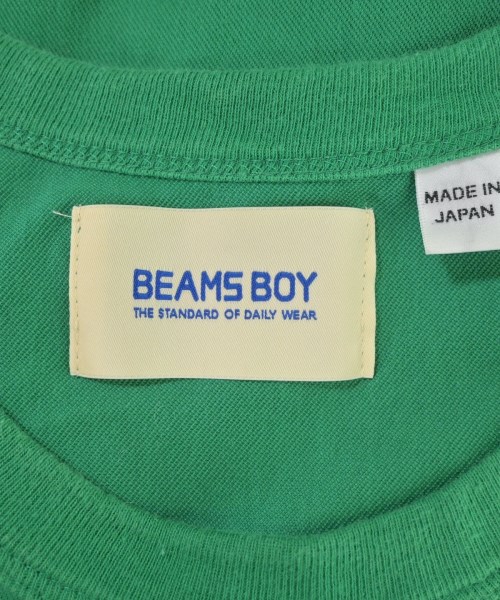 BEAMS BOY
THE STANDARD OF DAILY WEAR
MADE IN
JAPAN